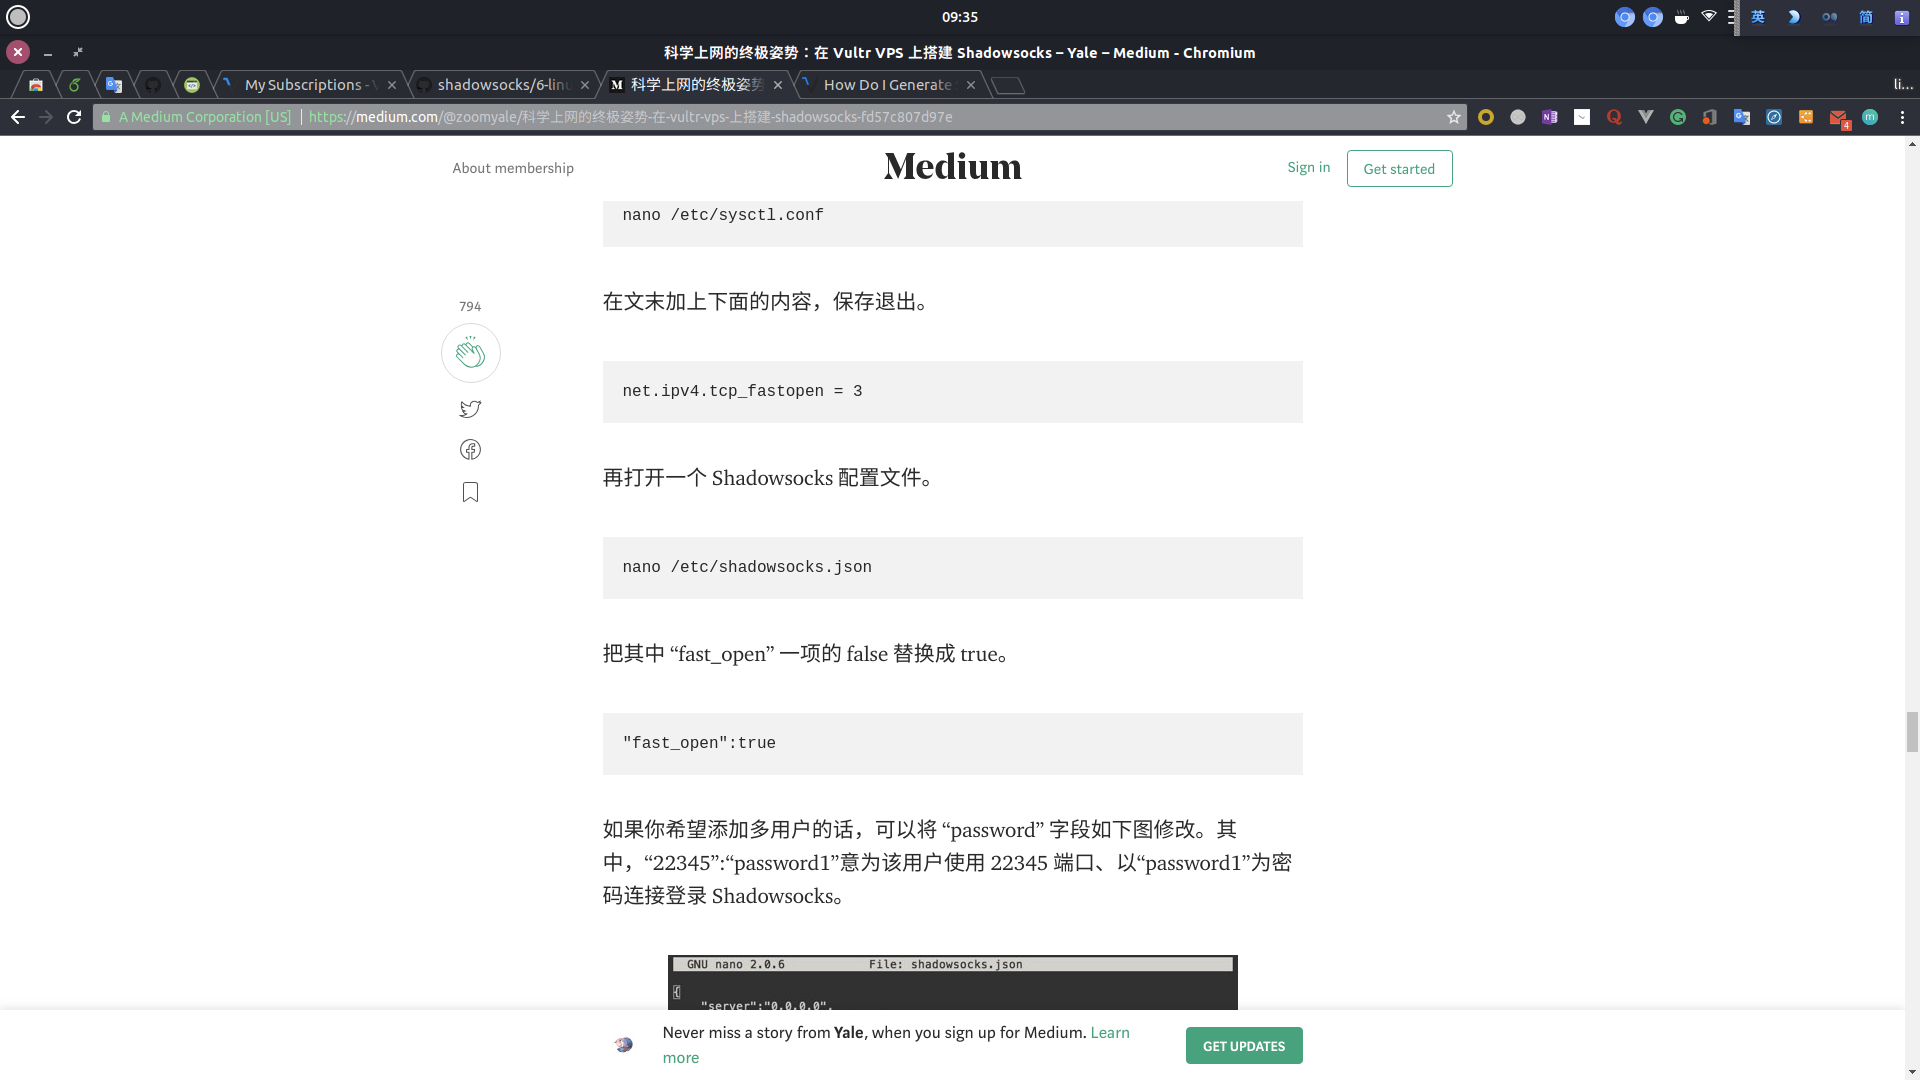 09:35
英
简
科学上网的终极姿势：在 Vultr VPS 上搭建 Shadowsocks – Yale – Medium - Chromium
My Subscriptions -
shadowsocks/6-linu
科学上网的终极姿势
How Do I Generate
li...
A Medium Corporation [US] https://medium.com/@zoomyale/科学上网的终极姿势-在-vultr-vps-上搭建-shadowsocks-fd57c807d97e
4
About membership
Medium
Sign in
Get started
nano /etc/sysctl.conf
在文末加上下面的内容，保存退出。
794
net.ipv4.tcp_fastopen = 3
再打开一个 Shadowsocks 配置文件。
nano /etc/shadowsocks.json
把其中 “fast_open” 一项的 false 替换成 true。
"fast_open":true
如果你希望添加多用户的话，可以将 “password” 字段如下图修改。其
中，“22345”:“password1”意为该用户使用 22345 端口、以“password1”为密
码连接登录 Shadowsocks。
GNU nano 2.0.6 File: shadowsocks.json
{
"server":"0.0.0.0",
Never miss a story from Yale, when you sign up for Medium. Learn
more
GET UPDATES